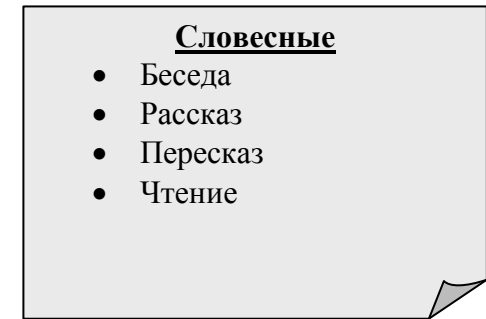 Словесные
• Беседа
• Рассказ
• Пересказ
• Чтение